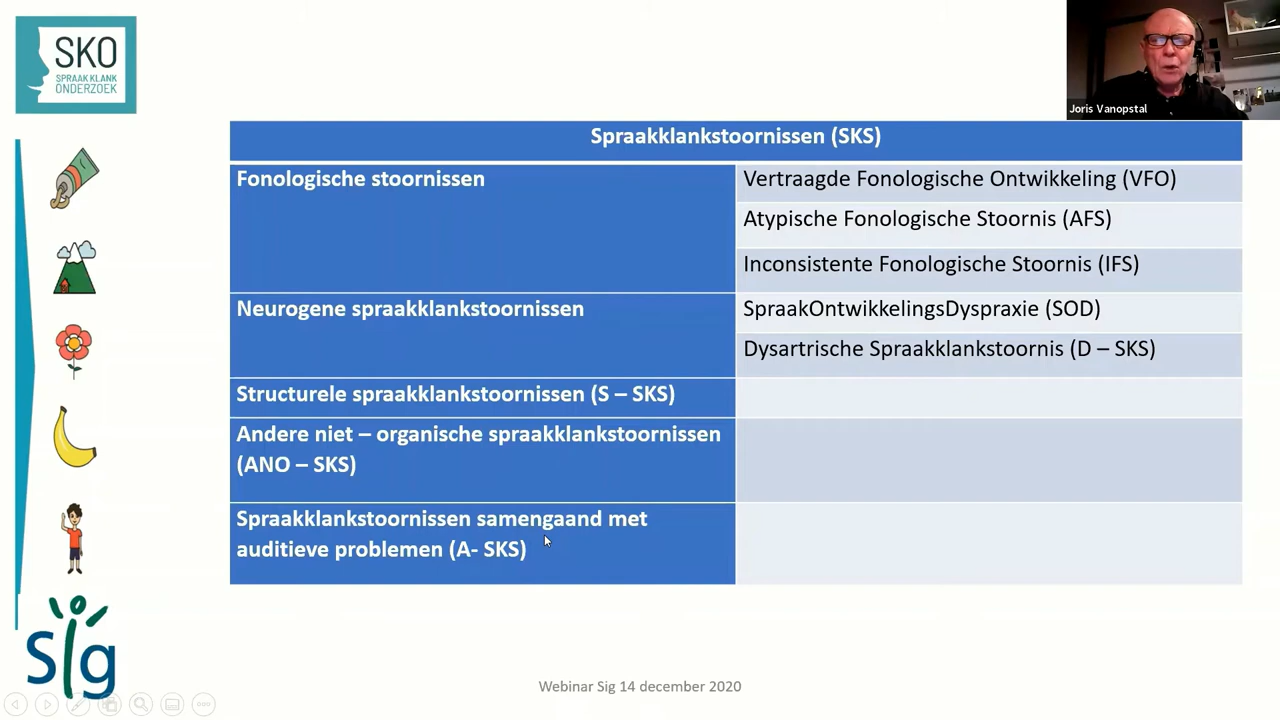 SKO
SPRAAK KLANK
ONDERZOEK
Joris Vanopstal
Spraakklankstoornissen (SKS)
Fonologische stoornissen
Vertraagde Fonologische Ontwikkeling (VFO)
Atypische Fonologische Stoornis (AFS)
Inconsistente Fonologische Stoornis (IFS)
Neurogene spraakklankstoornissen
SpraakOntwikkelingsDyspraxie (SOD)
Dysartrische Spraakklankstoornis (D – SKS)
Structurele spraakklankstoornissen (S – SKS)
Andere niet – organische spraakklankstoornissen
(ANO – SKS)
Spraakklankstoornissen samengaand met
auditieve problemen (A- SKS)
Sig
Webinar Sig 14 december 2020